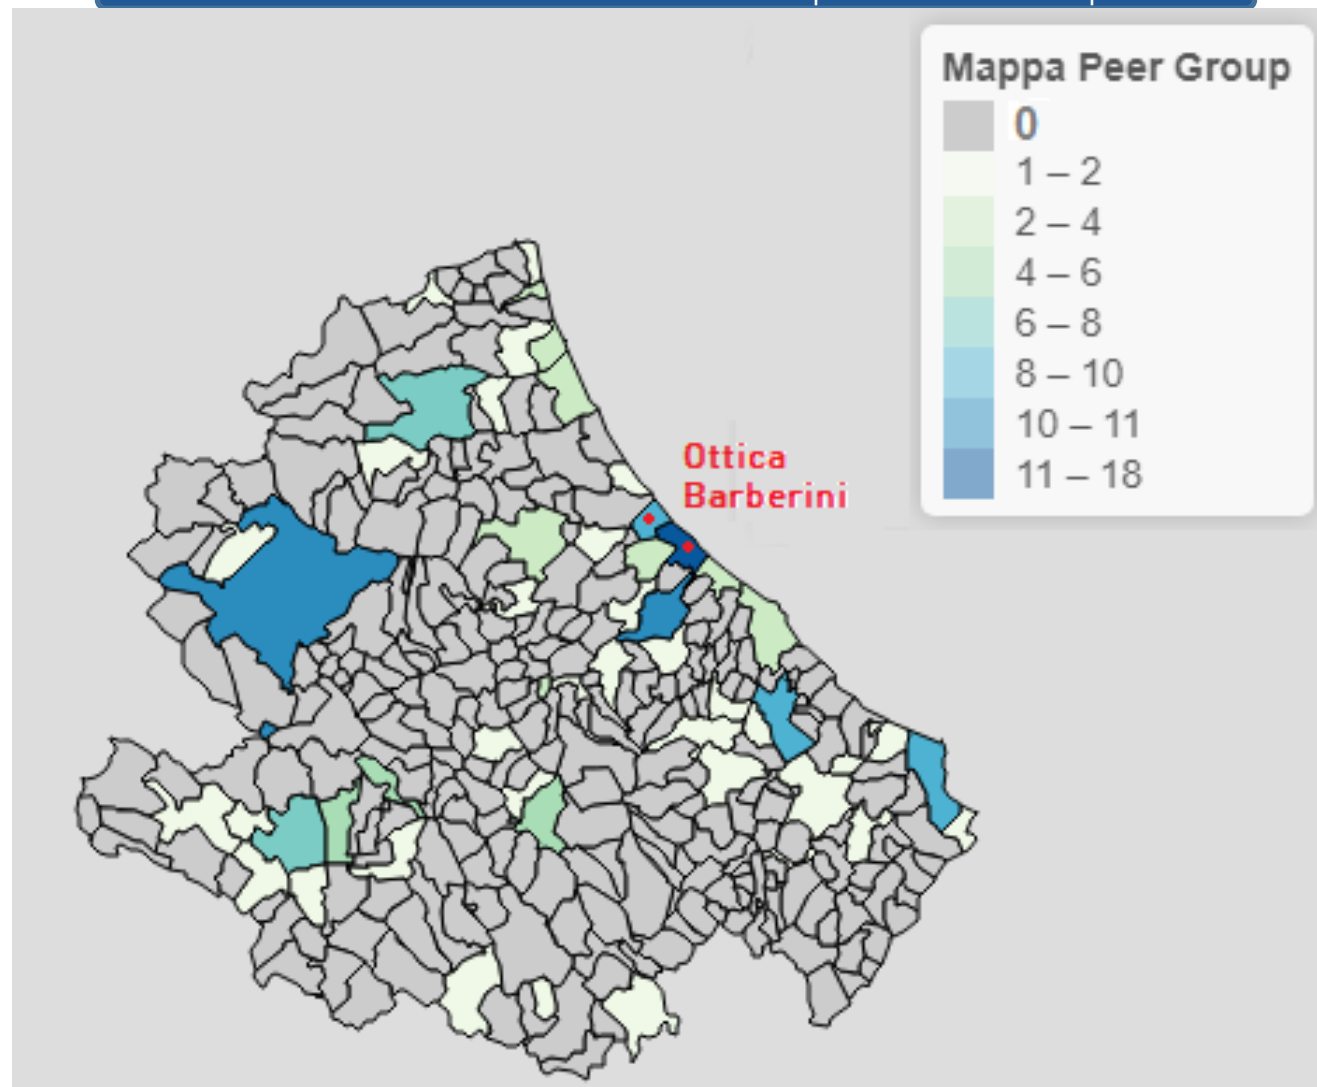 Mappa Peer Group
0
1 – 2
2 – 4
4 – 6
6 – 8
8 – 10
10 – 11
11 – 18
Ottica
Barberini